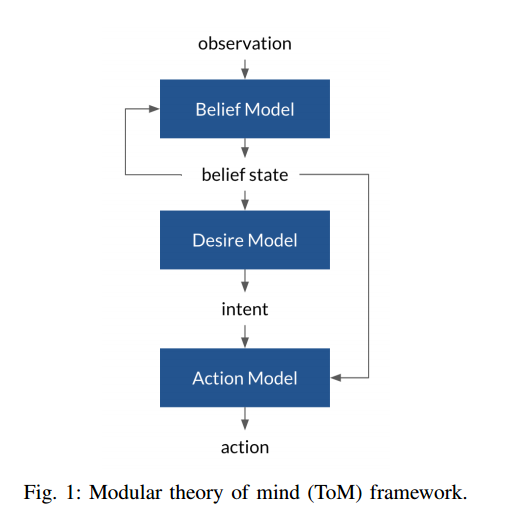 observation
Belief Model
belief state
Desire Model
intent
Action Model
action
Fig. 1: Modular theory of mind (ToM) framework.